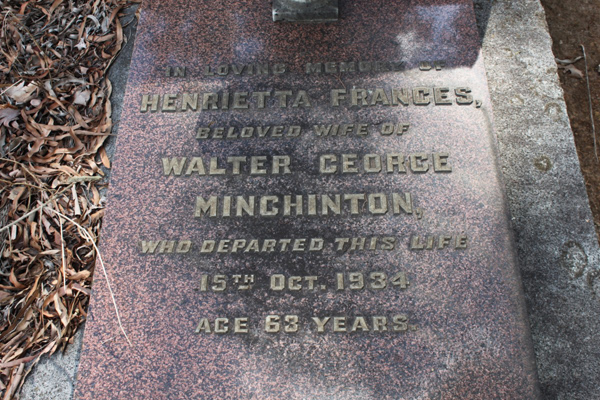 IN LOVING MEMORY OF
HENRIETTA FRANCES,
BELOVED WIFE OF
WALTER GEORGE
MINCHINTON,
WHO DEPARTED THIS LIFE
15TH OCT. 1934
AGE 63 YEARS.